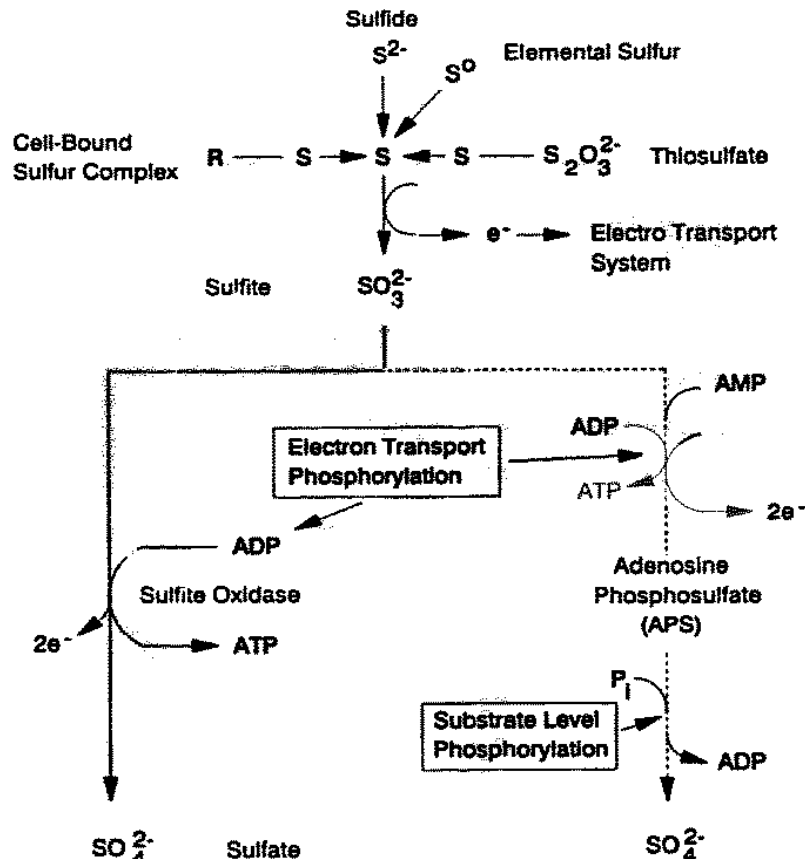 Sulfide
S²⁻
Elemental Sulfur
S⁰
Cell-Bound
Sulfur Complex
R S S S S₂O₃²⁻ Thiosulfate
e⁻ Electro Transport
System
Sulfite SO₃²⁻
AMP
ADP
Electron Transport
Phosphorylation
ATP
2e⁻
ADP
Sulfite Oxidase
2e⁻
ATP
Adenosine
Phosphosulfate
(APS)
Pᵢ
Substrate Level
Phosphorylation
ADP
SO₄²⁻ Sulfate SO₄²⁻